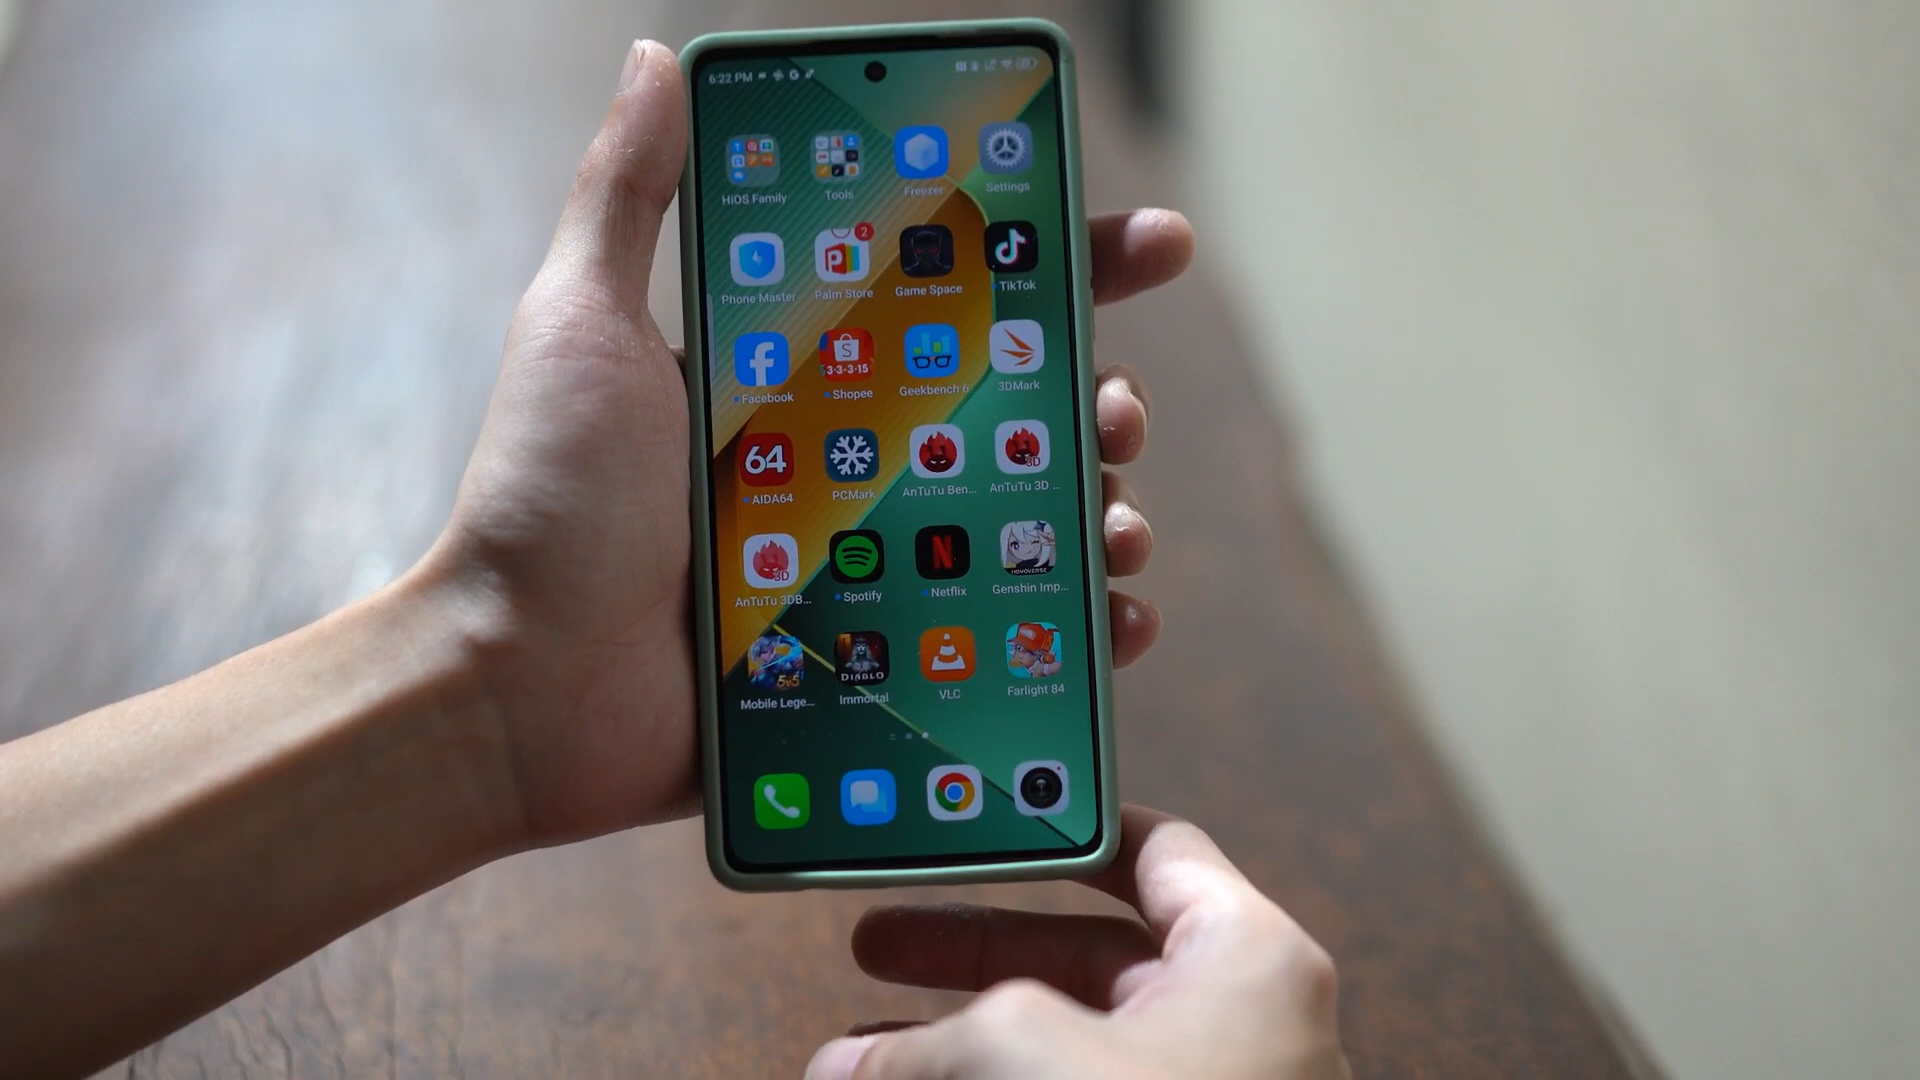 6:22 PM
HiOS Family
Tools
Freezer
Settings
2
Phone Master
Palm Store
Game Space
TikTok
S
3-3-3-15
Facebook
Shopee
Geekbench 6
3DMark
64
3D
AIDA64
PCMark
AnTuTu Ben...
AnTuTu 3D ...
3D
N
HOYOVERSE
AnTuTu 3DB...
Spotify
Netflix
Genshin Imp...
5v5
DIABLO
Mobile Lege...
Immortal
VLC
Farlight 84